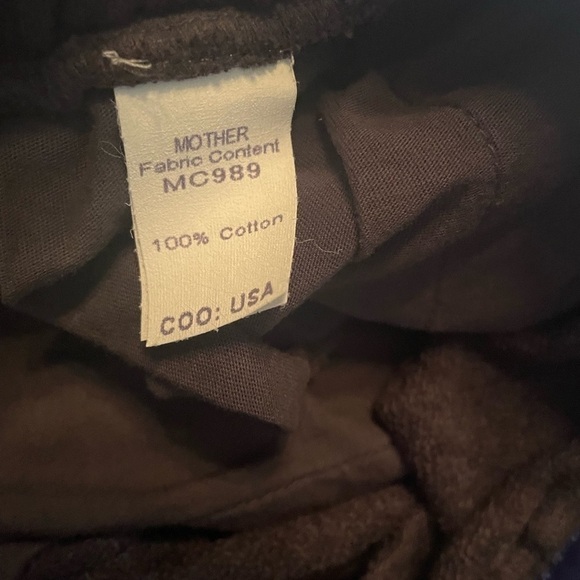 MOTHER
Fabric Content
MC989
100% Cotton
COO: USA